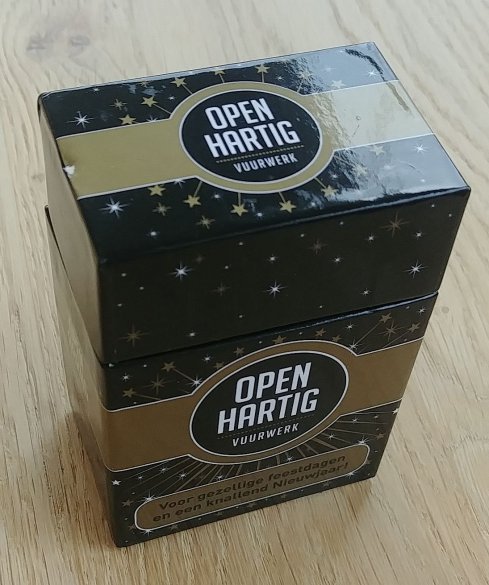 OPEN
HARTIG
VUURWERK
OPEN
HARTIG
VUURWERK
Voor gezellige feestdagen
en een knallend Nieuwjaar!